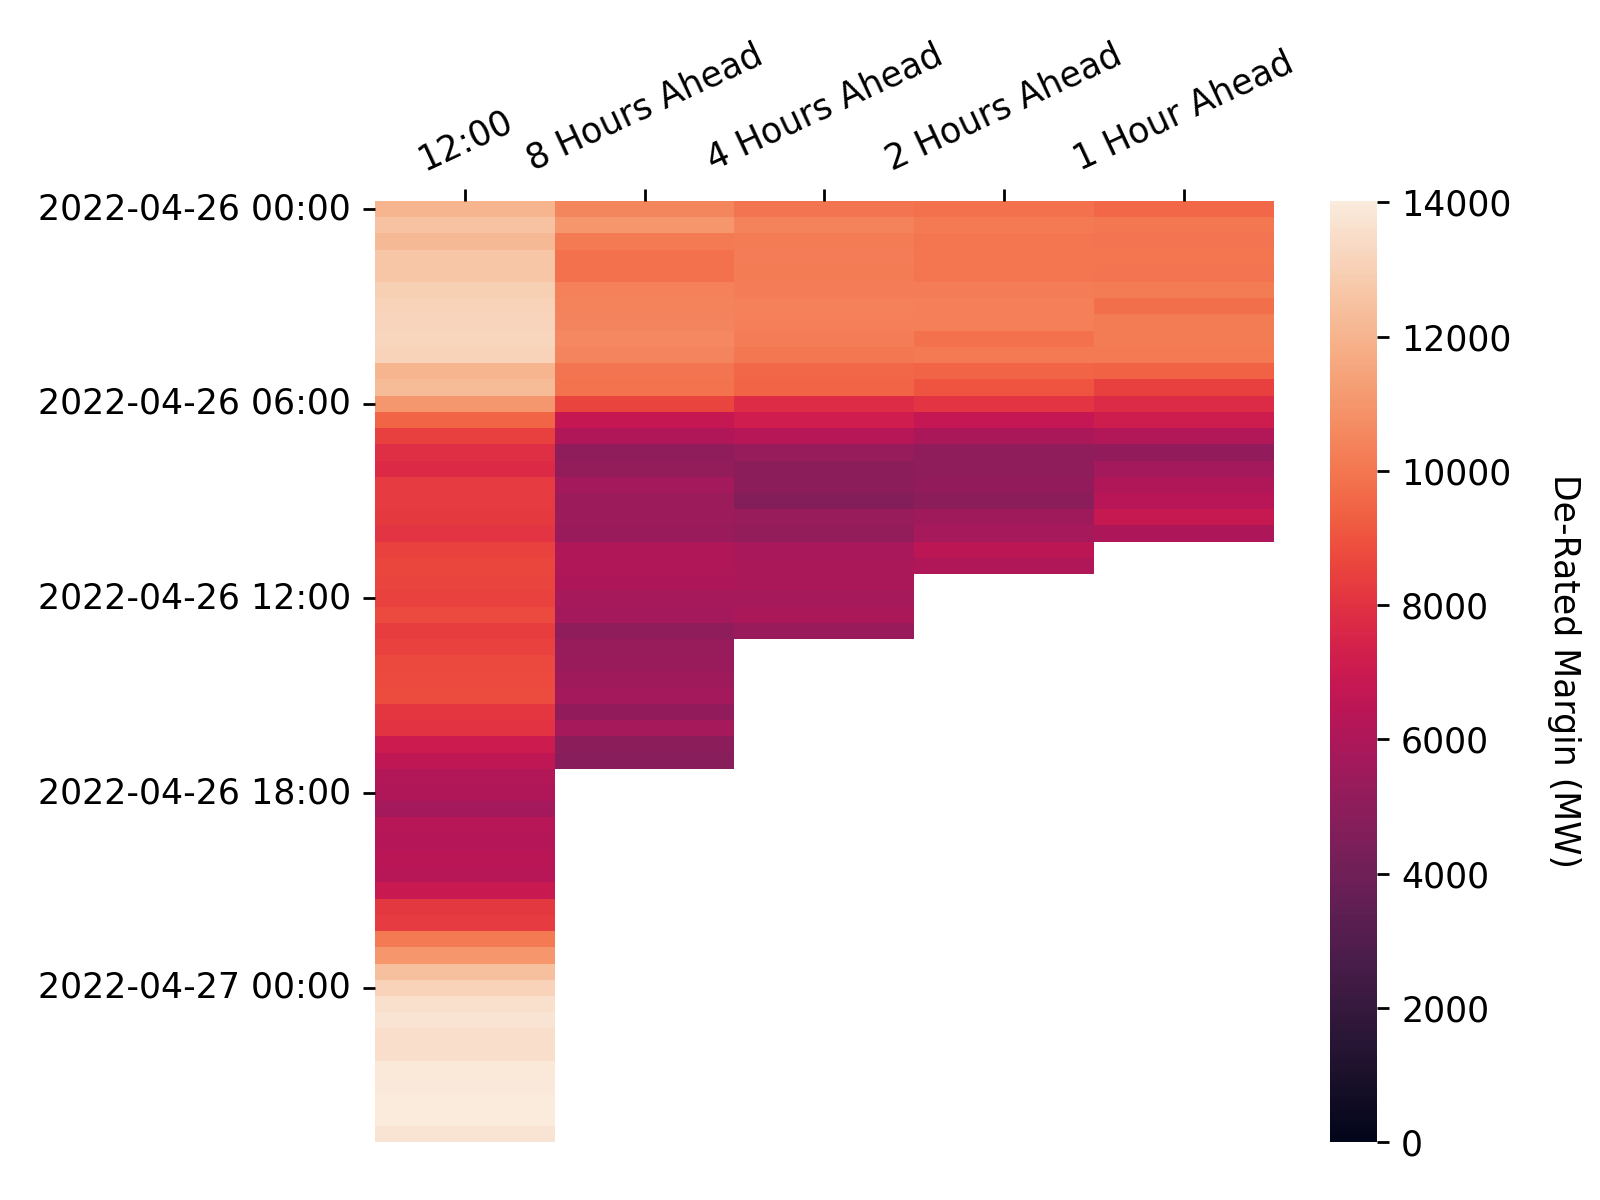 12:00
8 Hours Ahead
4 Hours Ahead
2 Hours Ahead
1 Hour Ahead
2022-04-26 00:00
2022-04-26 06:00
2022-04-26 12:00
2022-04-26 18:00
2022-04-27 00:00
14000
12000
10000
8000
6000
4000
2000
0
De-Rated Margin (MW)